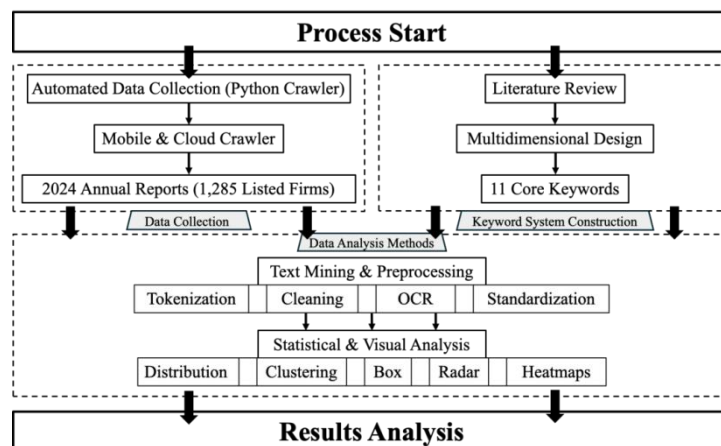 Process Start
Automated Data Collection (Python Crawler)
Mobile & Cloud Crawler
2024 Annual Reports (1,285 Listed Firms)
Data Collection
Literature Review
Multidimensional Design
11 Core Keywords
Keyword System Construction
Data Analysis Methods
Text Mining & Preprocessing
Tokenization Cleaning OCR Standardization
Statistical & Visual Analysis
Distribution Clustering Box Radar Heatmaps
Results Analysis